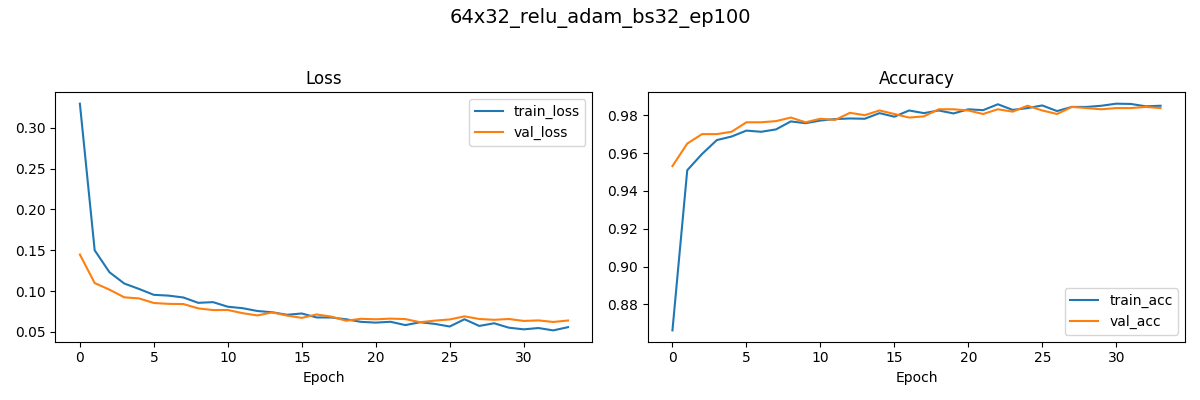 64x32_relu_adam_bs32_ep100
Loss
train_loss
val_loss
0.30
0.25
0.20
0.15
0.10
0.05
0 5 10 15 20 25 30
Epoch
Accuracy
0.98
0.96
0.94
0.92
0.90
0.88
train_acc
val_acc
0 5 10 15 20 25 30
Epoch